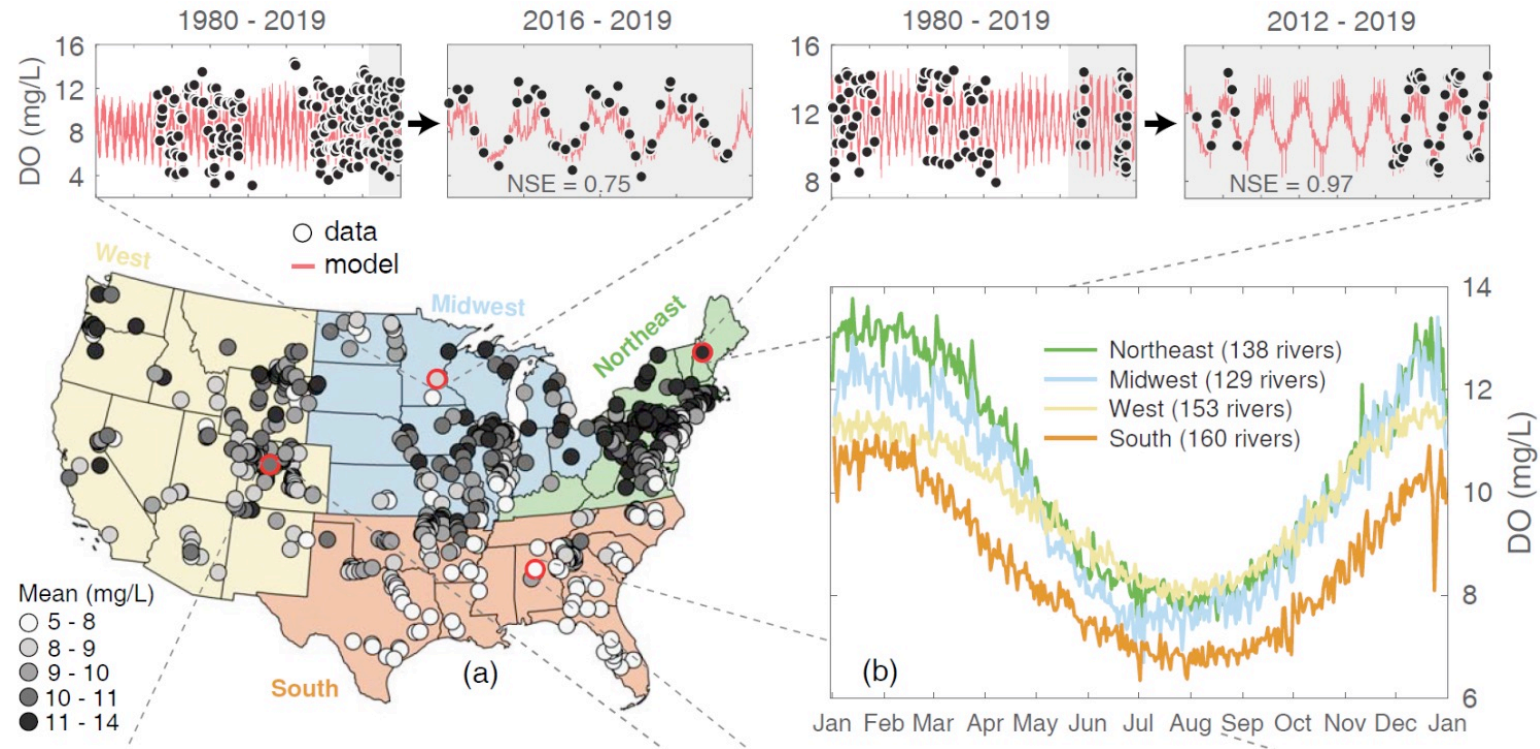 1980 - 2019
2016 - 2019
1980 - 2019
2012 - 2019
DO (mg/L)
16
12
8
4
NSE = 0.75
16
14
12
10
8
NSE = 0.97
data
model
West
Midwest
Northeast
South
(a)
Mean (mg/L)
5 - 8
8 - 9
9 - 10
10 - 11
11 - 14
Northeast (138 rivers)
Midwest (129 rivers)
West (153 rivers)
South (160 rivers)
(b)
14
12
10
8
6
DO (mg/L)
Jan Feb Mar Apr May Jun Jul Aug Sep Oct Nov Dec Jan